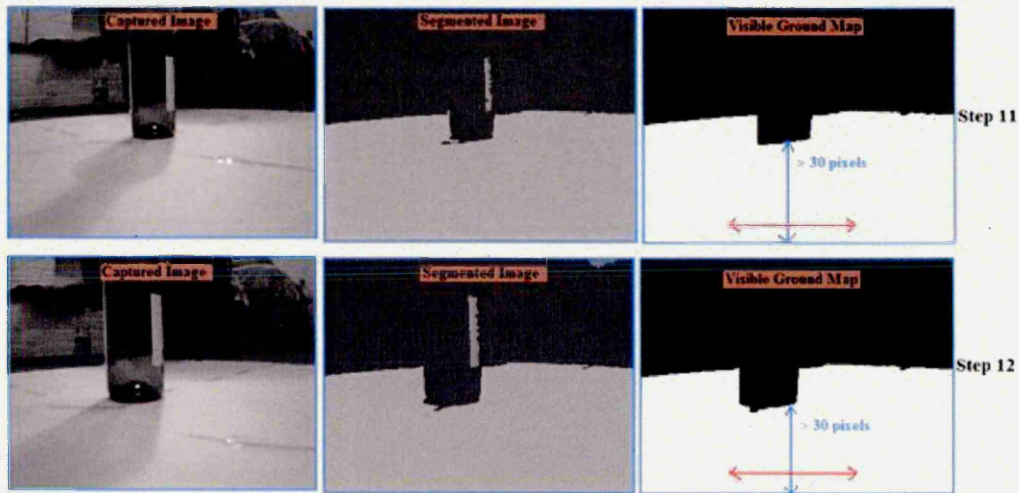 Captured Image
Segmented Image
Visible Ground Map
Step 11
> 30 pixels
Captured Image
Segmented Image
Visible Ground Map
Step 12
> 30 pixels